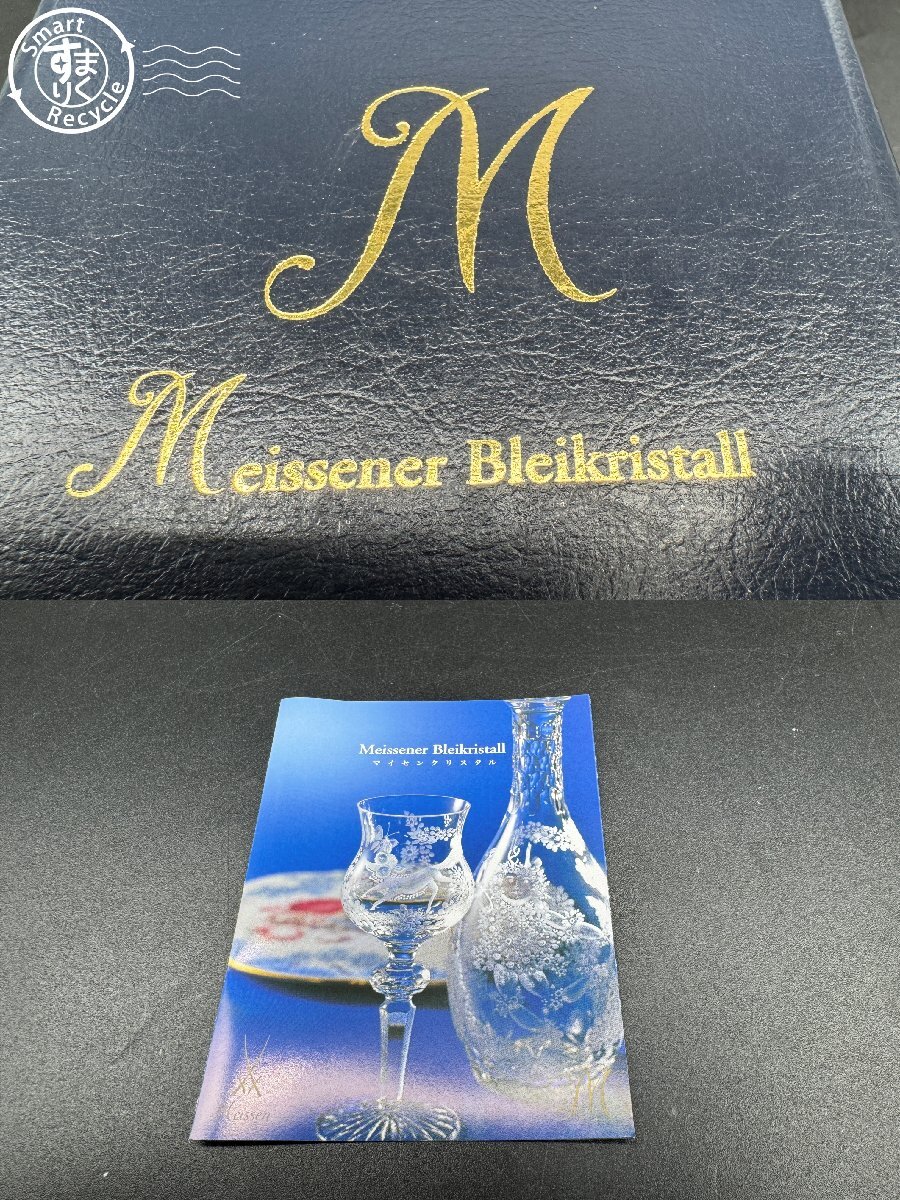 Smart
すまりく
Recycle
M
Meissener Bleikristall
Meissener Bleikristall
マイセンクリスタル
Meissen
M